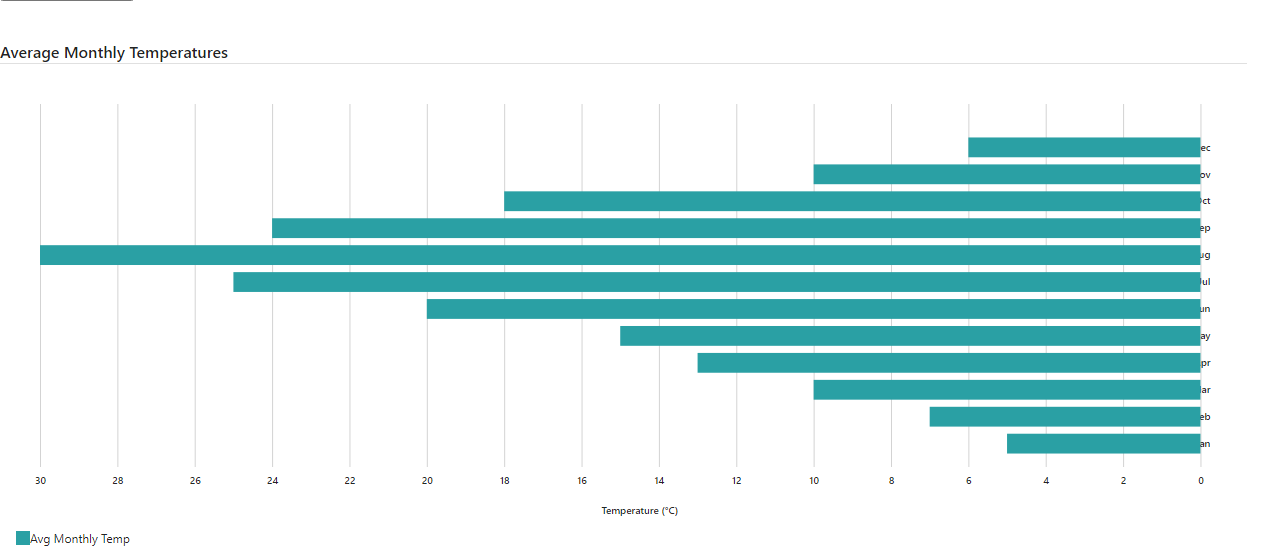 Average Monthly Temperatures
ec
ov
ct
ep
ug
Jul
un
ay
pr
ar
eb
an
30 28 26 24 22 20 18 16 14 12 10 8 6 4 2 0
Temperature (°C)
Avg Monthly Temp